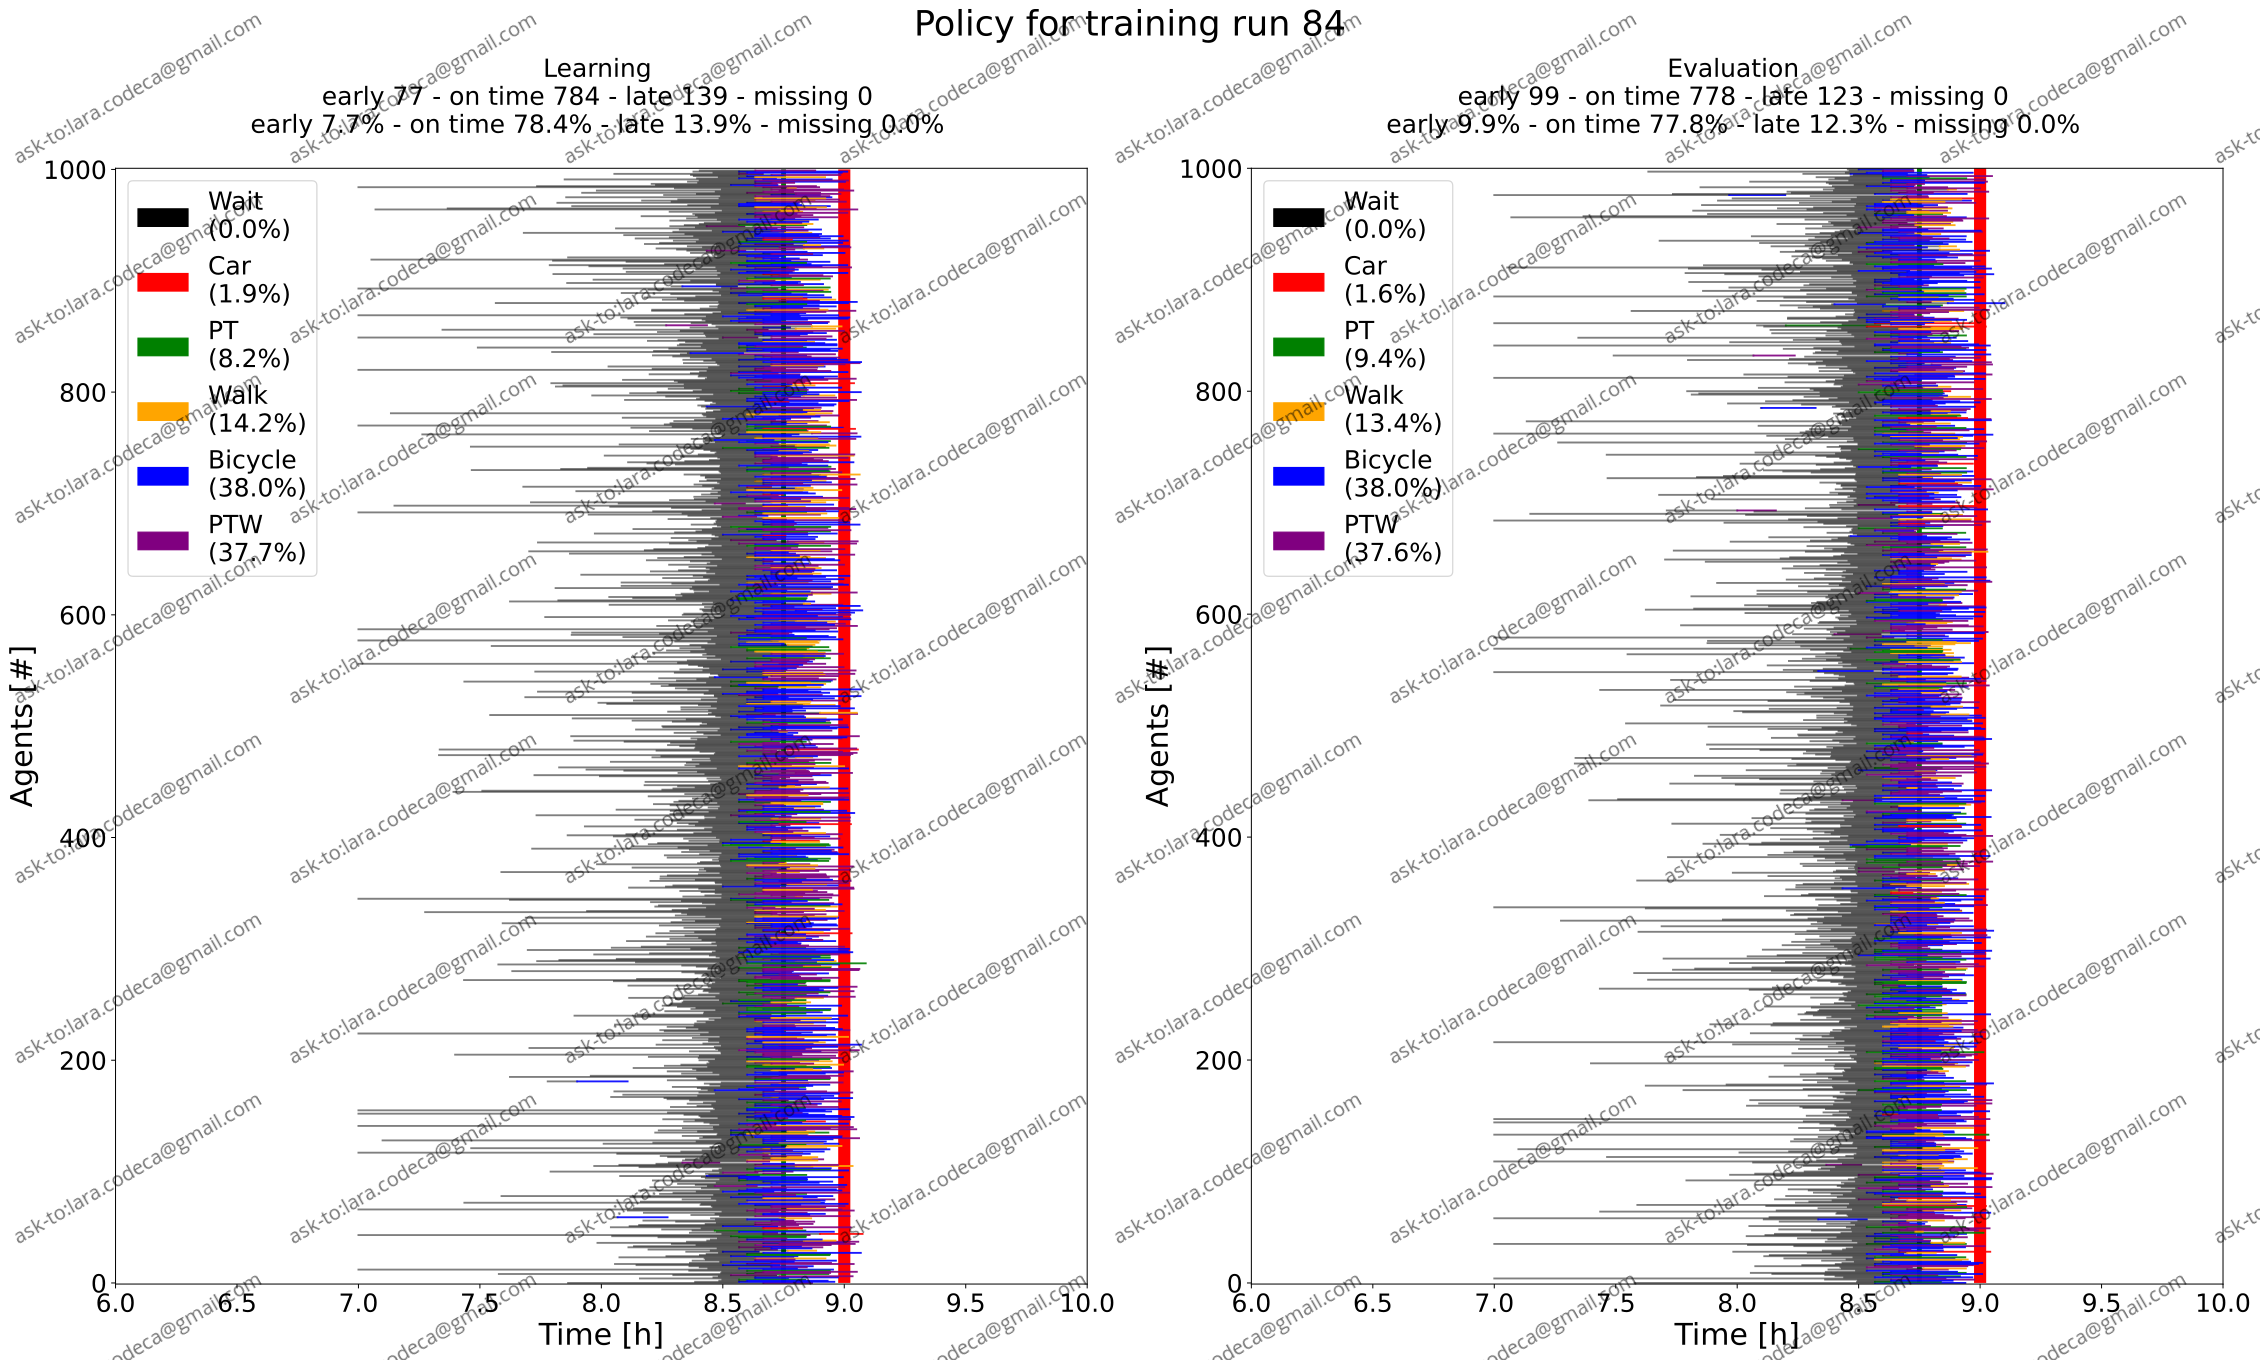 Policy for training run 84
Learning
early 77 - on time 784 - late 139 - missing 0
early 7.7% - on time 78.4% - late 13.9% - missing 0.0%
1000
800
600
400
200
0
Agents [#]
Wait
(0.0%)
Car
(1.9%)
PT
(8.2%)
Walk
(14.2%)
Bicycle
(38.0%)
PTW
(37.7%)
6.0 6.5 7.0 7.5 8.0 8.5 9.0 9.5 10.0
Time [h]
Evaluation
early 99 - on time 778 - late 123 - missing 0
early 9.9% - on time 77.8% - late 12.3% - missing 0.0%
1000
800
600
400
200
0
Agents [#]
Wait
(0.0%)
Car
(1.6%)
PT
(9.4%)
Walk
(13.4%)
Bicycle
(38.0%)
PTW
(37.6%)
6.0 6.5 7.0 7.5 8.0 8.5 9.0 9.5 10.0
Time [h]
ask-to:lara.codeca@gmail.com